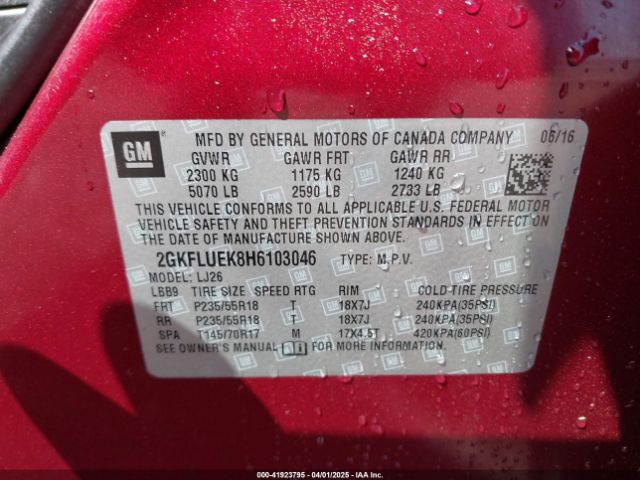 GM
MFD BY GENERAL MOTORS OF CANADA COMPANY 06/16
GVWR GAWR FRT GAWR RR
2300 KG 1175 KG 1240 KG
5070 LB 2590 LB 2733 LB
THIS VEHICLE CONFORMS TO ALL APPLICABLE U.S. FEDERAL MOTOR
VEHICLE SAFETY AND THEFT PREVENTION STANDARDS IN EFFECT ON
THE DATE OF MANUFACTURE SHOWN ABOVE.
2GKFLUEK8H6103046 TYPE: M.P.V.
MODEL: LJ26
LBB9 TIRE SIZE SPEED RTG RIM COLD TIRE PRESSURE
FRT P235/55R18 T 18X7J 240KPA(35PSI)
RR P235/55R18 T 18X7J 240KPA(35PSI)
SPA T145/70R17 M 17X4.5T 420KPA(60PSI)
SEE OWNER'S MANUAL FOR MORE INFORMATION
000-41923795 - 04/01/2025 - IAA, Inc.